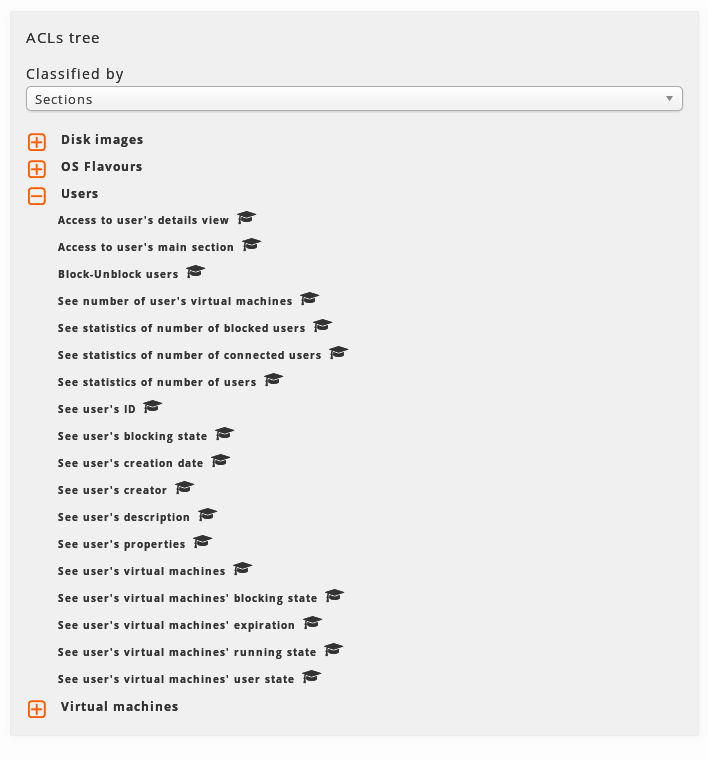 ACLs tree
Classified by
Sections
Disk images
OS Flavours
Users
Access to user's details view
Access to user's main section
Block-Unblock users
See number of user's virtual machines
See statistics of number of blocked users
See statistics of number of connected users
See statistics of number of users
See user's ID
See user's blocking state
See user's creation date
See user's creator
See user's description
See user's properties
See user's virtual machines
See user's virtual machines' blocking state
See user's virtual machines' expiration
See user's virtual machines' running state
See user's virtual machines' user state
Virtual machines